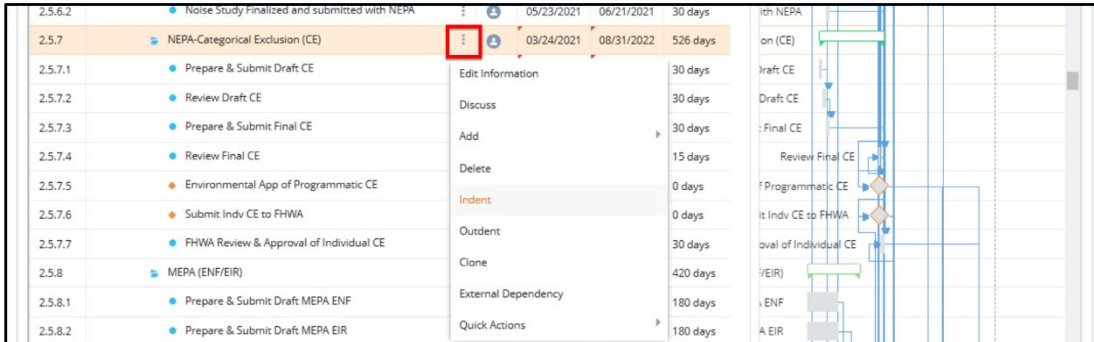 2.5.6.2 Noise Study Finalized and submitted with NEPA 05/23/2021 06/21/2021 30 days ith NEPA
2.5.7 NEPA-Categorical Exclusion (CE) 03/24/2021 08/31/2022 526 days on (CE)
2.5.7.1 Prepare & Submit Draft CE Edit Information 30 days Draft CE
2.5.7.2 Review Draft CE Discuss 30 days Draft CE
2.5.7.3 Prepare & Submit Final CE Add 30 days : Final CE
2.5.7.4 Review Final CE Delete 15 days Review Final CE
2.5.7.5 Environmental App of Programmatic CE Indent 0 days f Programmatic CE
2.5.7.6 Submit Indv CE to FHWA Outdent 0 days it Indv CE to FHWA
2.5.7.7 FHWA Review & Approval of Individual CE Clone 30 days oval of Individual CE
2.5.8 MEPA (ENF/EIR) External Dependency 420 days F/EIR)
2.5.8.1 Prepare & Submit Draft MEPA ENF 180 days A ENF
2.5.8.2 Prepare & Submit Draft MEPA EIR Quick Actions 180 days A EIR